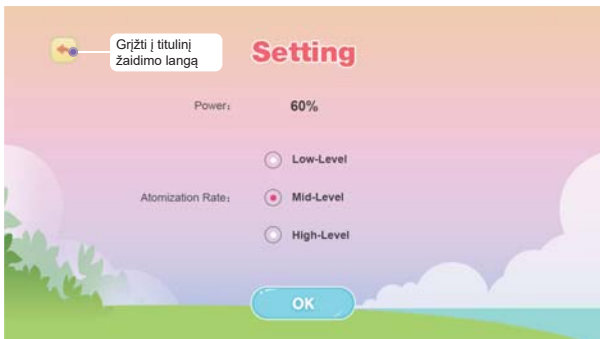 Grįžti į titulinį
žaidimo langą
Setting
Power: 60%
Low-Level
Atomization Rate: Mid-Level
High-Level
OK